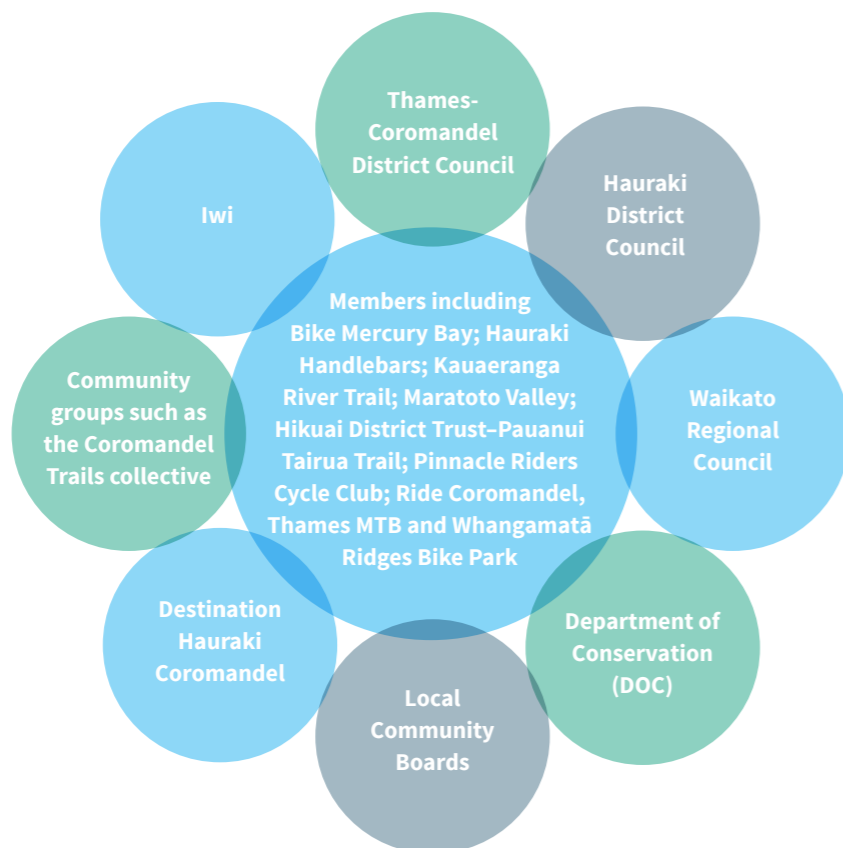 Thames-
Coromandel
District Council
Hauraki
District
Council
Iwi
Members including
Bike Mercury Bay; Hauraki
Handlebars; Kauaeranga
River Trail; Maratoto Valley;
Hikuai District Trust–Pauanui
Tairua Trail; Pinnacle Riders
Cycle Club; Ride Coromandel,
Thames MTB and Whangamatā
Ridges Bike Park
Community
groups such as
the Coromandel
Trails collective
Waikato
Regional
Council
Destination
Hauraki
Coromandel
Department of
Conservation
(DOC)
Local
Community
Boards